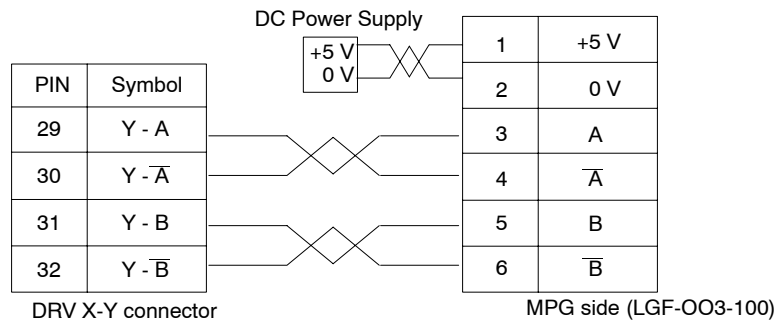 DC Power Supply
+5 V
0 V
1 +5 V
2 0 V
3 A
4 A̅
5 B
6 B̅
PIN Symbol
29 Y - A
30 Y - A̅
31 Y - B
32 Y - B̅
DRV X-Y connector
MPG side (LGF-OO3-100)